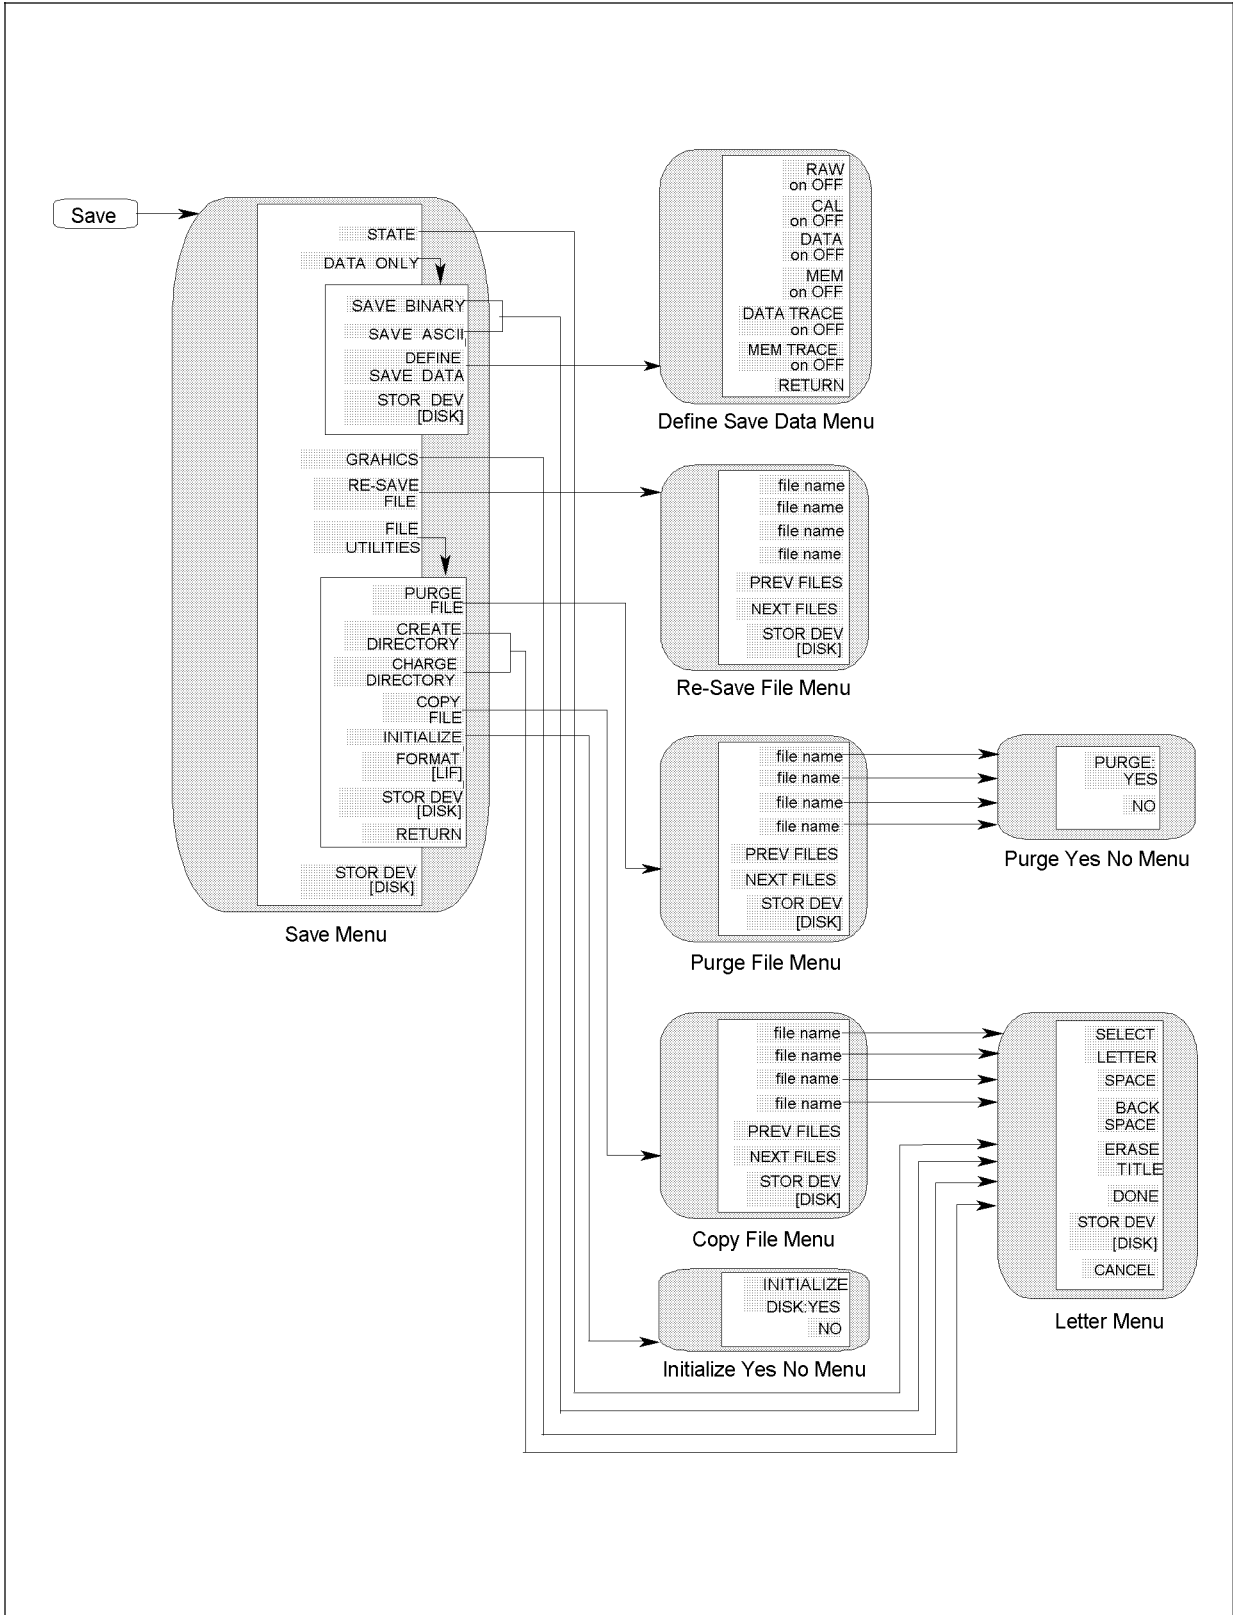 Save
STATE
DATA ONLY
SAVE BINARY
SAVE ASCII
DEFINE
SAVE DATA
STOR DEV
[DISK]
GRAHICS
RE-SAVE
FILE
FILE
UTILITIES
PURGE
FILE
CREATE
DIRECTORY
CHARGE
DIRECTORY
COPY
FILE
INITIALIZE
FORMAT
[LIF]
STOR DEV
[DISK]
RETURN
STOR DEV
[DISK]
Save Menu
RAW
on OFF
CAL
on OFF
DATA
on OFF
MEM
on OFF
DATA TRACE
on OFF
MEM TRACE
on OFF
RETURN
Define Save Data Menu
file name
file name
file name
file name
PREV FILES
NEXT FILES
STOR DEV
[DISK]
Re-Save File Menu
file name
file name
file name
file name
PREV FILES
NEXT FILES
STOR DEV
[DISK]
Purge File Menu
PURGE:
YES
NO
Purge Yes No Menu
file name
file name
file name
file name
PREV FILES
NEXT FILES
STOR DEV
[DISK]
Copy File Menu
INITIALIZE
DISK:YES
NO
Initialize Yes No Menu
SELECT
LETTER
SPACE
BACK
SPACE
ERASE
TITLE
DONE
STOR DEV
[DISK]
CANCEL
Letter Menu